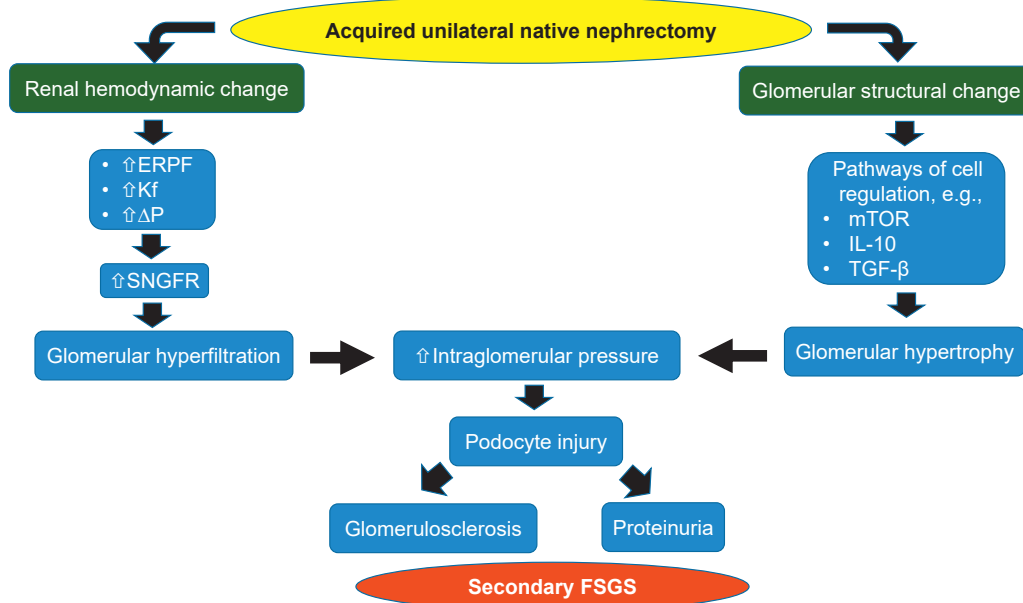 Acquired unilateral native nephrectomy
Renal hemodynamic change
Glomerular structural change
• ⇧ERPF
• ⇧Kf
• ⇧ΔP
Pathways of cell
regulation, e.g.,
• mTOR
• IL-10
• TGF-β
⇧SNGFR
Glomerular hyperfiltration
⇧Intraglomerular pressure
Glomerular hypertrophy
Podocyte injury
Glomerulosclerosis
Proteinuria
Secondary FSGS